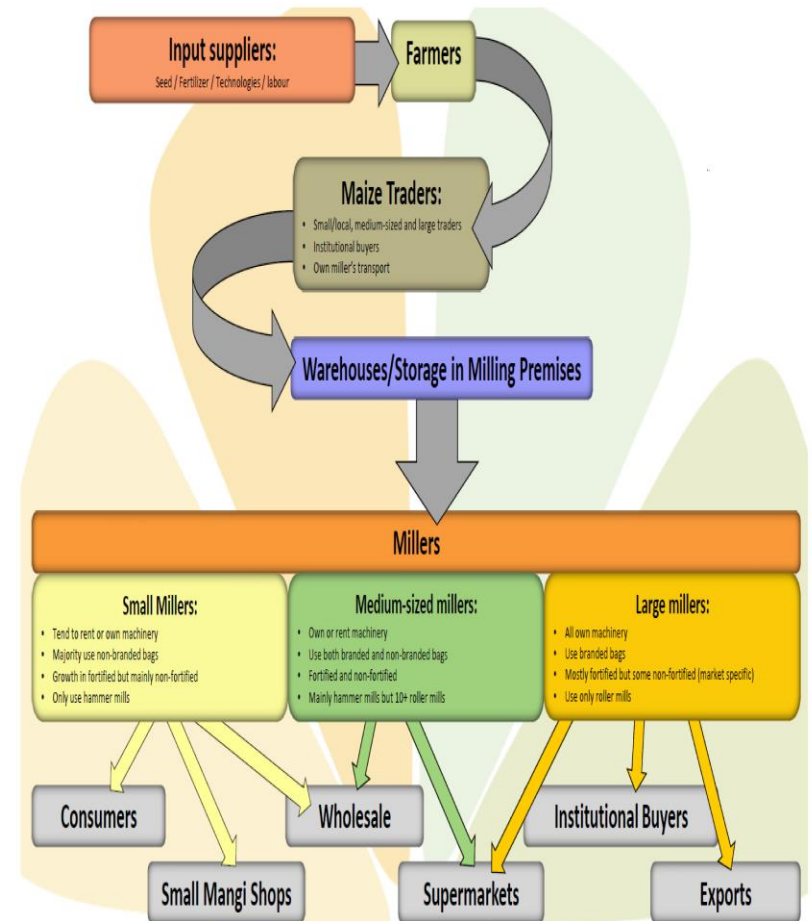 Input suppliers:
Seed / Fertilizer / Technologies / labour
Farmers
Maize Traders:
• Small/local, medium-sized and large traders
• Institutional buyers
• Own miller's transport
Warehouses/Storage in Milling Premises
Millers
Small Millers:
• Tend to rent or own machinery
• Majority use non-branded bags
• Growth in fortified but mainly non-fortified
• Only use hammer mills
Medium-sized millers:
• Own or rent machinery
• Use both branded and non-branded bags
• Fortified and non-fortified
• Mainly hammer mills but 10+ roller mills
Large millers:
• All own machinery
• Use branded bags
• Mostly fortified but some non-fortified (market specific)
• Use only roller mills
Consumers
Wholesale
Institutional Buyers
Small Mangi Shops
Supermarkets
Exports